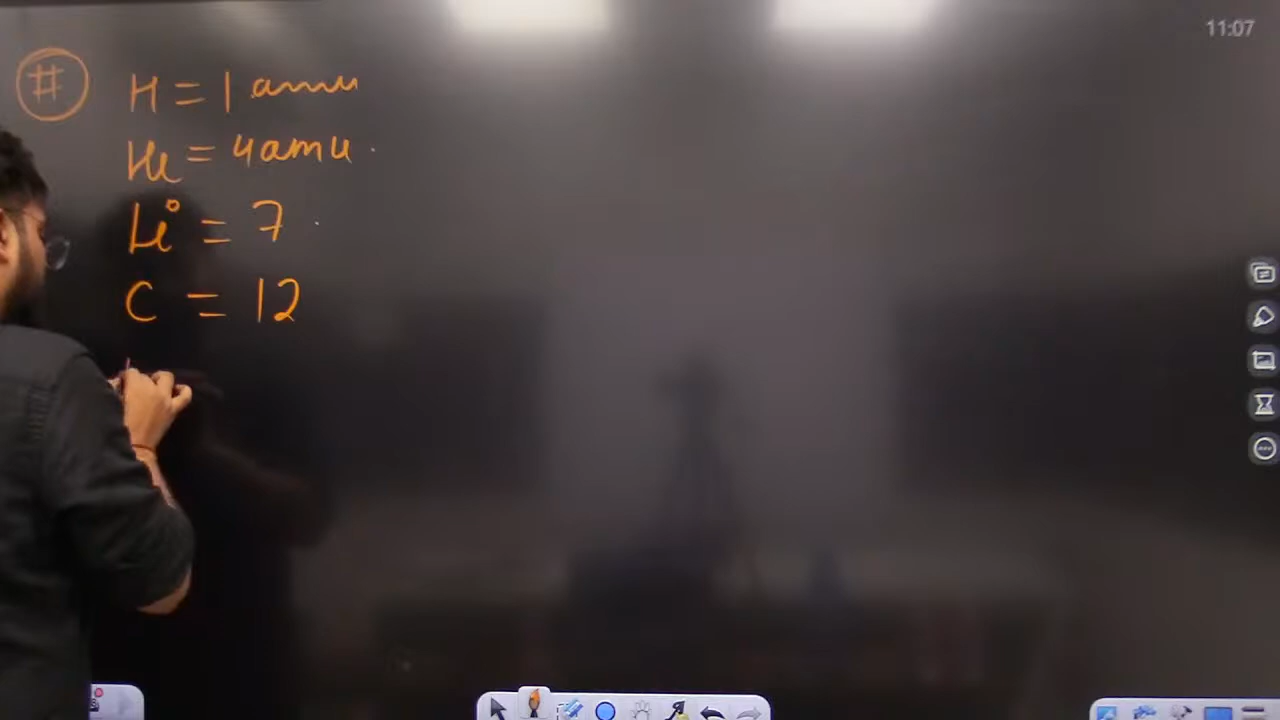 11:07
# H = 1 amu
He = 4 amu.
Li = 7.
C = 12